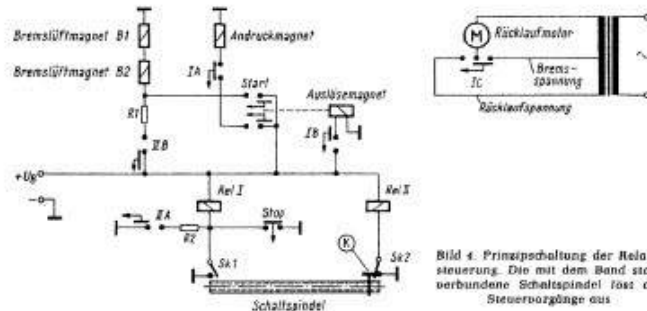 Bremslüftmagnet B1
Bremslüftmagnet B2
Andruckmagnet
IA
Start
R1
Auslösemagnet
IIB
IB
+Ug
-
Rel I
Rel II
IIA
R2
Stop
Sk1
K
Sk2
Schaltspindel
M
Rücklaufmotor
Brems-
spannung
IC
Rücklaufspannung
Bild 4. Prinzipschaltung der Rela
steuerung. Die mit dem Band sta
verbundene Schaltspindel löst d
Steuervorgänge aus